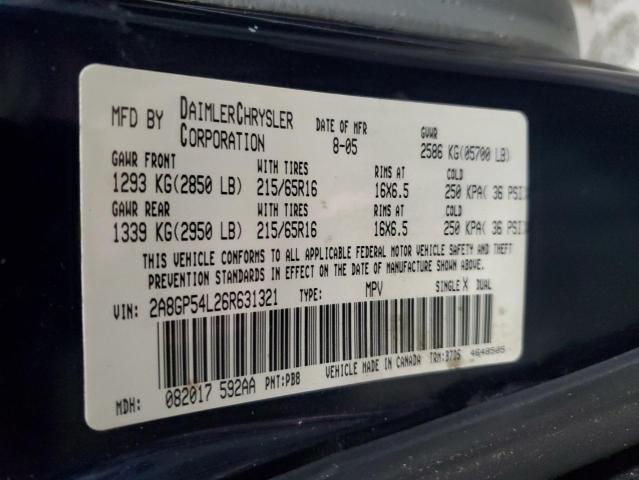 MFD BY DAIMLERCHRYSLER CORPORATION DATE OF MFR 8-05 GVWR 2586 KG(05700 LB)
GAWR FRONT WITH TIRES RIMS AT COLD
1293 KG(2850 LB) 215/65R16 16X6.5 250 KPA( 36 PSI)
GAWR REAR WITH TIRES RIMS AT COLD
1339 KG(2950 LB) 215/65R16 16X6.5 250 KPA( 36 PSI)
THIS VEHICLE CONFORMS TO ALL APPLICABLE FEDERAL MOTOR VEHICLE SAFETY AND THEFT
PREVENTION STANDARDS IN EFFECT ON THE DATE OF MANUFACTURE SHOWN ABOVE.
VIN: 2A8GP54L26R631321 TYPE: MPV SINGLE X DUAL
VEHICLE MADE IN CANADA 4648505
MDH: 082017 592AA PNT:PB8